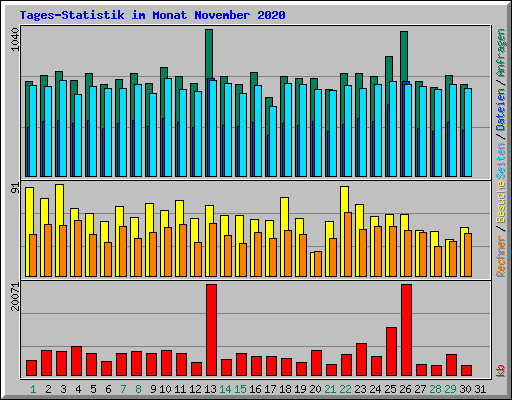 Tages-Statistik im Monat November 2020
1040
91
20071
Rechner / Besuche Seiten / Dateien / Anfragen
kb
1 2 3 4 5 6 7 8 9 10 11 12 13 14 15 16 17 18 19 20 21 22 23 24 25 26 27 28 29 30 31